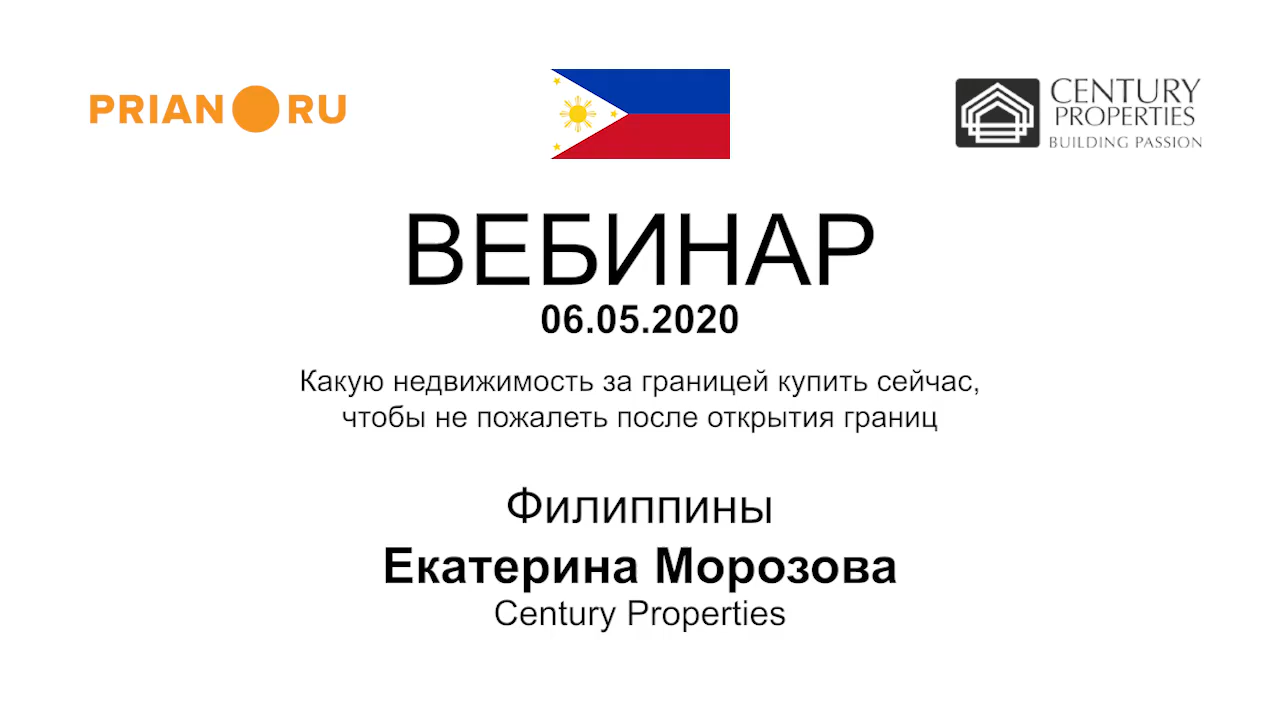 PRIAN RU
CENTURY
PROPERTIES
BUILDING PASSION
ВЕБИНАР
06.05.2020
Какую недвижимость за границей купить сейчас,
чтобы не пожалеть после открытия границ
Филиппины
Екатерина Морозова
Century Properties